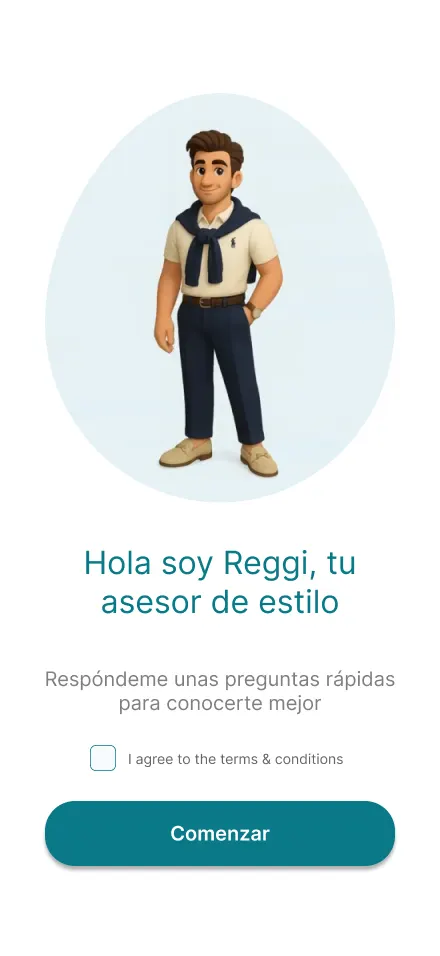 Hola soy Reggi, tu
asesor de estilo
Respóndeme unas preguntas rápidas
para conocerte mejor
I agree to the terms & conditions
Comenzar